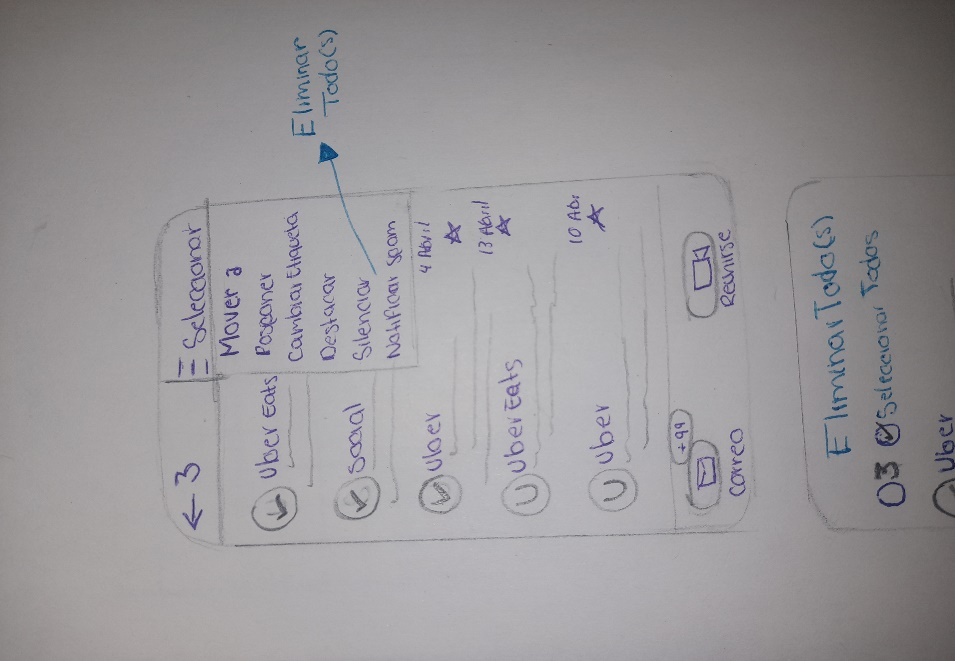 ← 3 Seleccionar
Mover a
Posponer
Cambiar Etiqueta
Destacar
Silenciar
Notificar Spam
Eliminar
Todo(s)
Uber Eats
Social
Uber
4 Abril
Uber Eats
13 Abril
Uber
10 Abr
+99
Correo
Reunirse
Eliminar Todo(s)
03 Seleccionar Todos
Uber